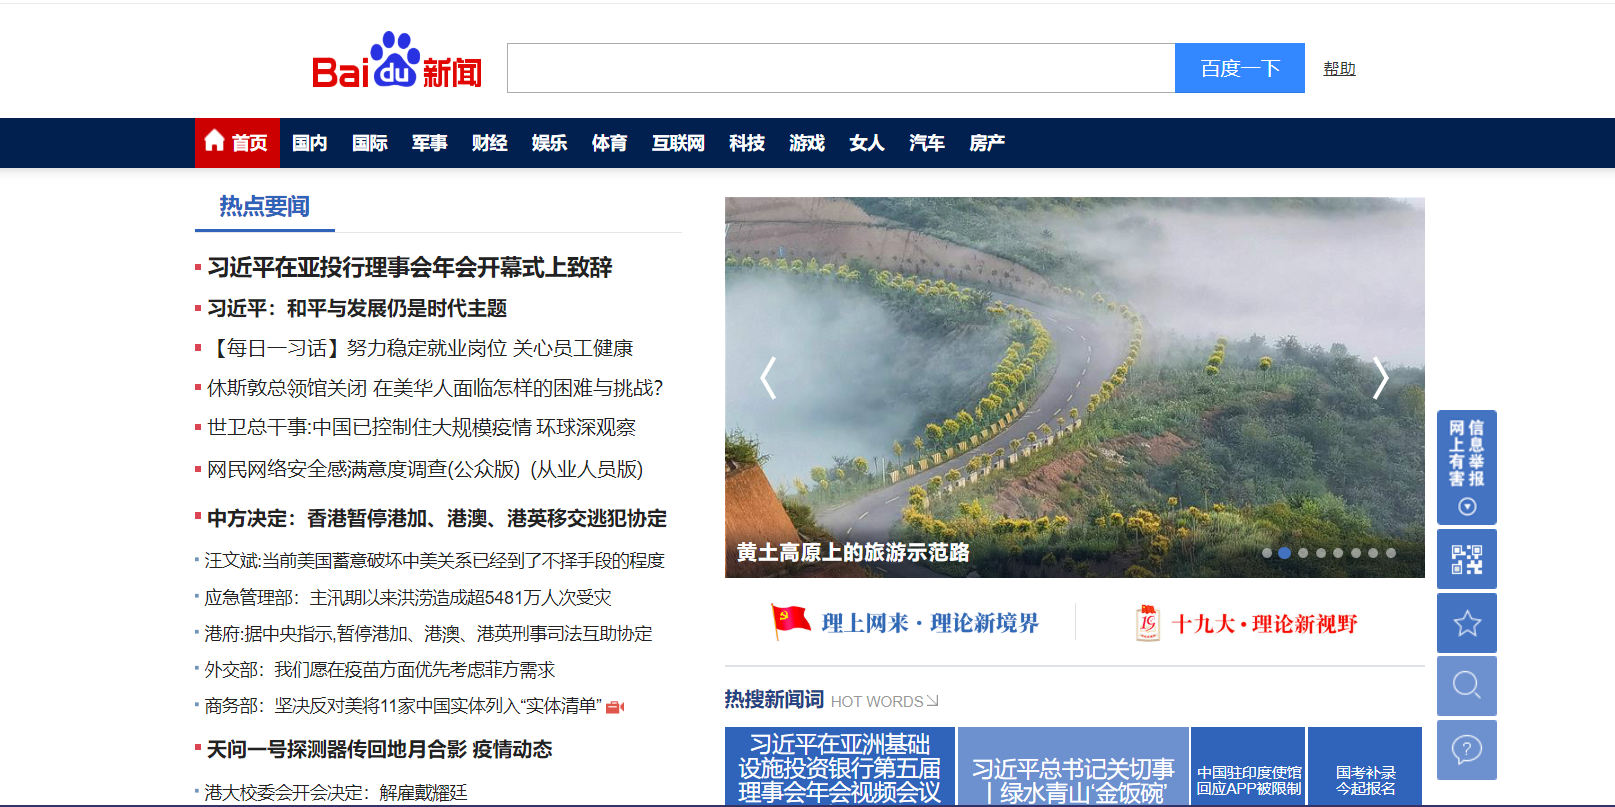 Baidu新闻
百度一下
帮助
首页 国内 国际 军事 财经 娱乐 体育 互联网 科技 游戏 女人 汽车 房产
热点要闻
习近平在亚投行理事会年会开幕式上致辞
习近平：和平与发展仍是时代主题
【每日一习话】努力稳定就业岗位 关心员工健康
休斯敦总领馆关闭 在美华人面临怎样的困难与挑战?
世卫总干事:中国已控制住大规模疫情 环球深观察
网民网络安全感满意度调查(公众版) (从业人员版)
中方决定：香港暂停港加、港澳、港英移交逃犯协定
汪文斌:当前美国蓄意破坏中美关系已经到了不择手段的程度
应急管理部：主汛期以来洪涝造成超5481万人次受灾
港府:据中央指示,暂停港加、港澳、港英刑事司法互助协定
外交部：我们愿在疫苗方面优先考虑菲方需求
商务部：坚决反对美将11家中国实体列入“实体清单”
天问一号探测器传回地月合影 疫情动态
港大校委会开会决定：解雇戴耀廷
黄土高原上的旅游示范路
理上网来·理论新境界
19
十九大·理论新视野
热搜新闻词 HOT WORDS
习近平在亚洲基础
设施投资银行第五届
理事会年会视频会议
习近平总书记关切事
丨绿水青山‘金饭碗’
中国驻印度使馆
回应APP被限制
国考补录
今起报名
网上有害
信息举报